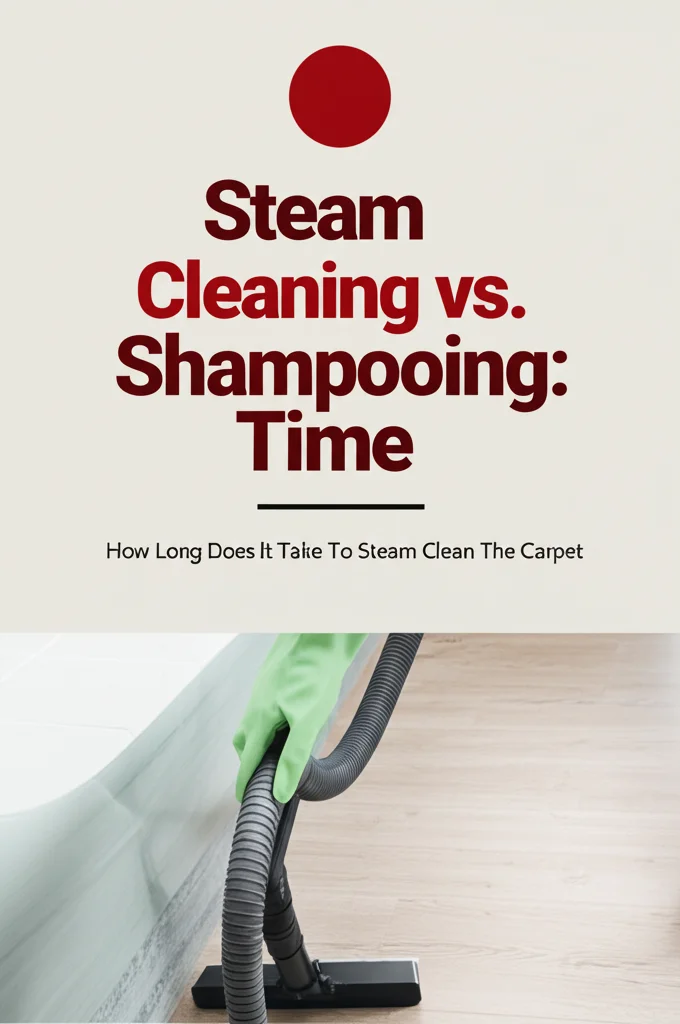 Steam
Cleaning vs.
Shampooing:
Time
How Long Does It Take To Steam Clean The Carpet